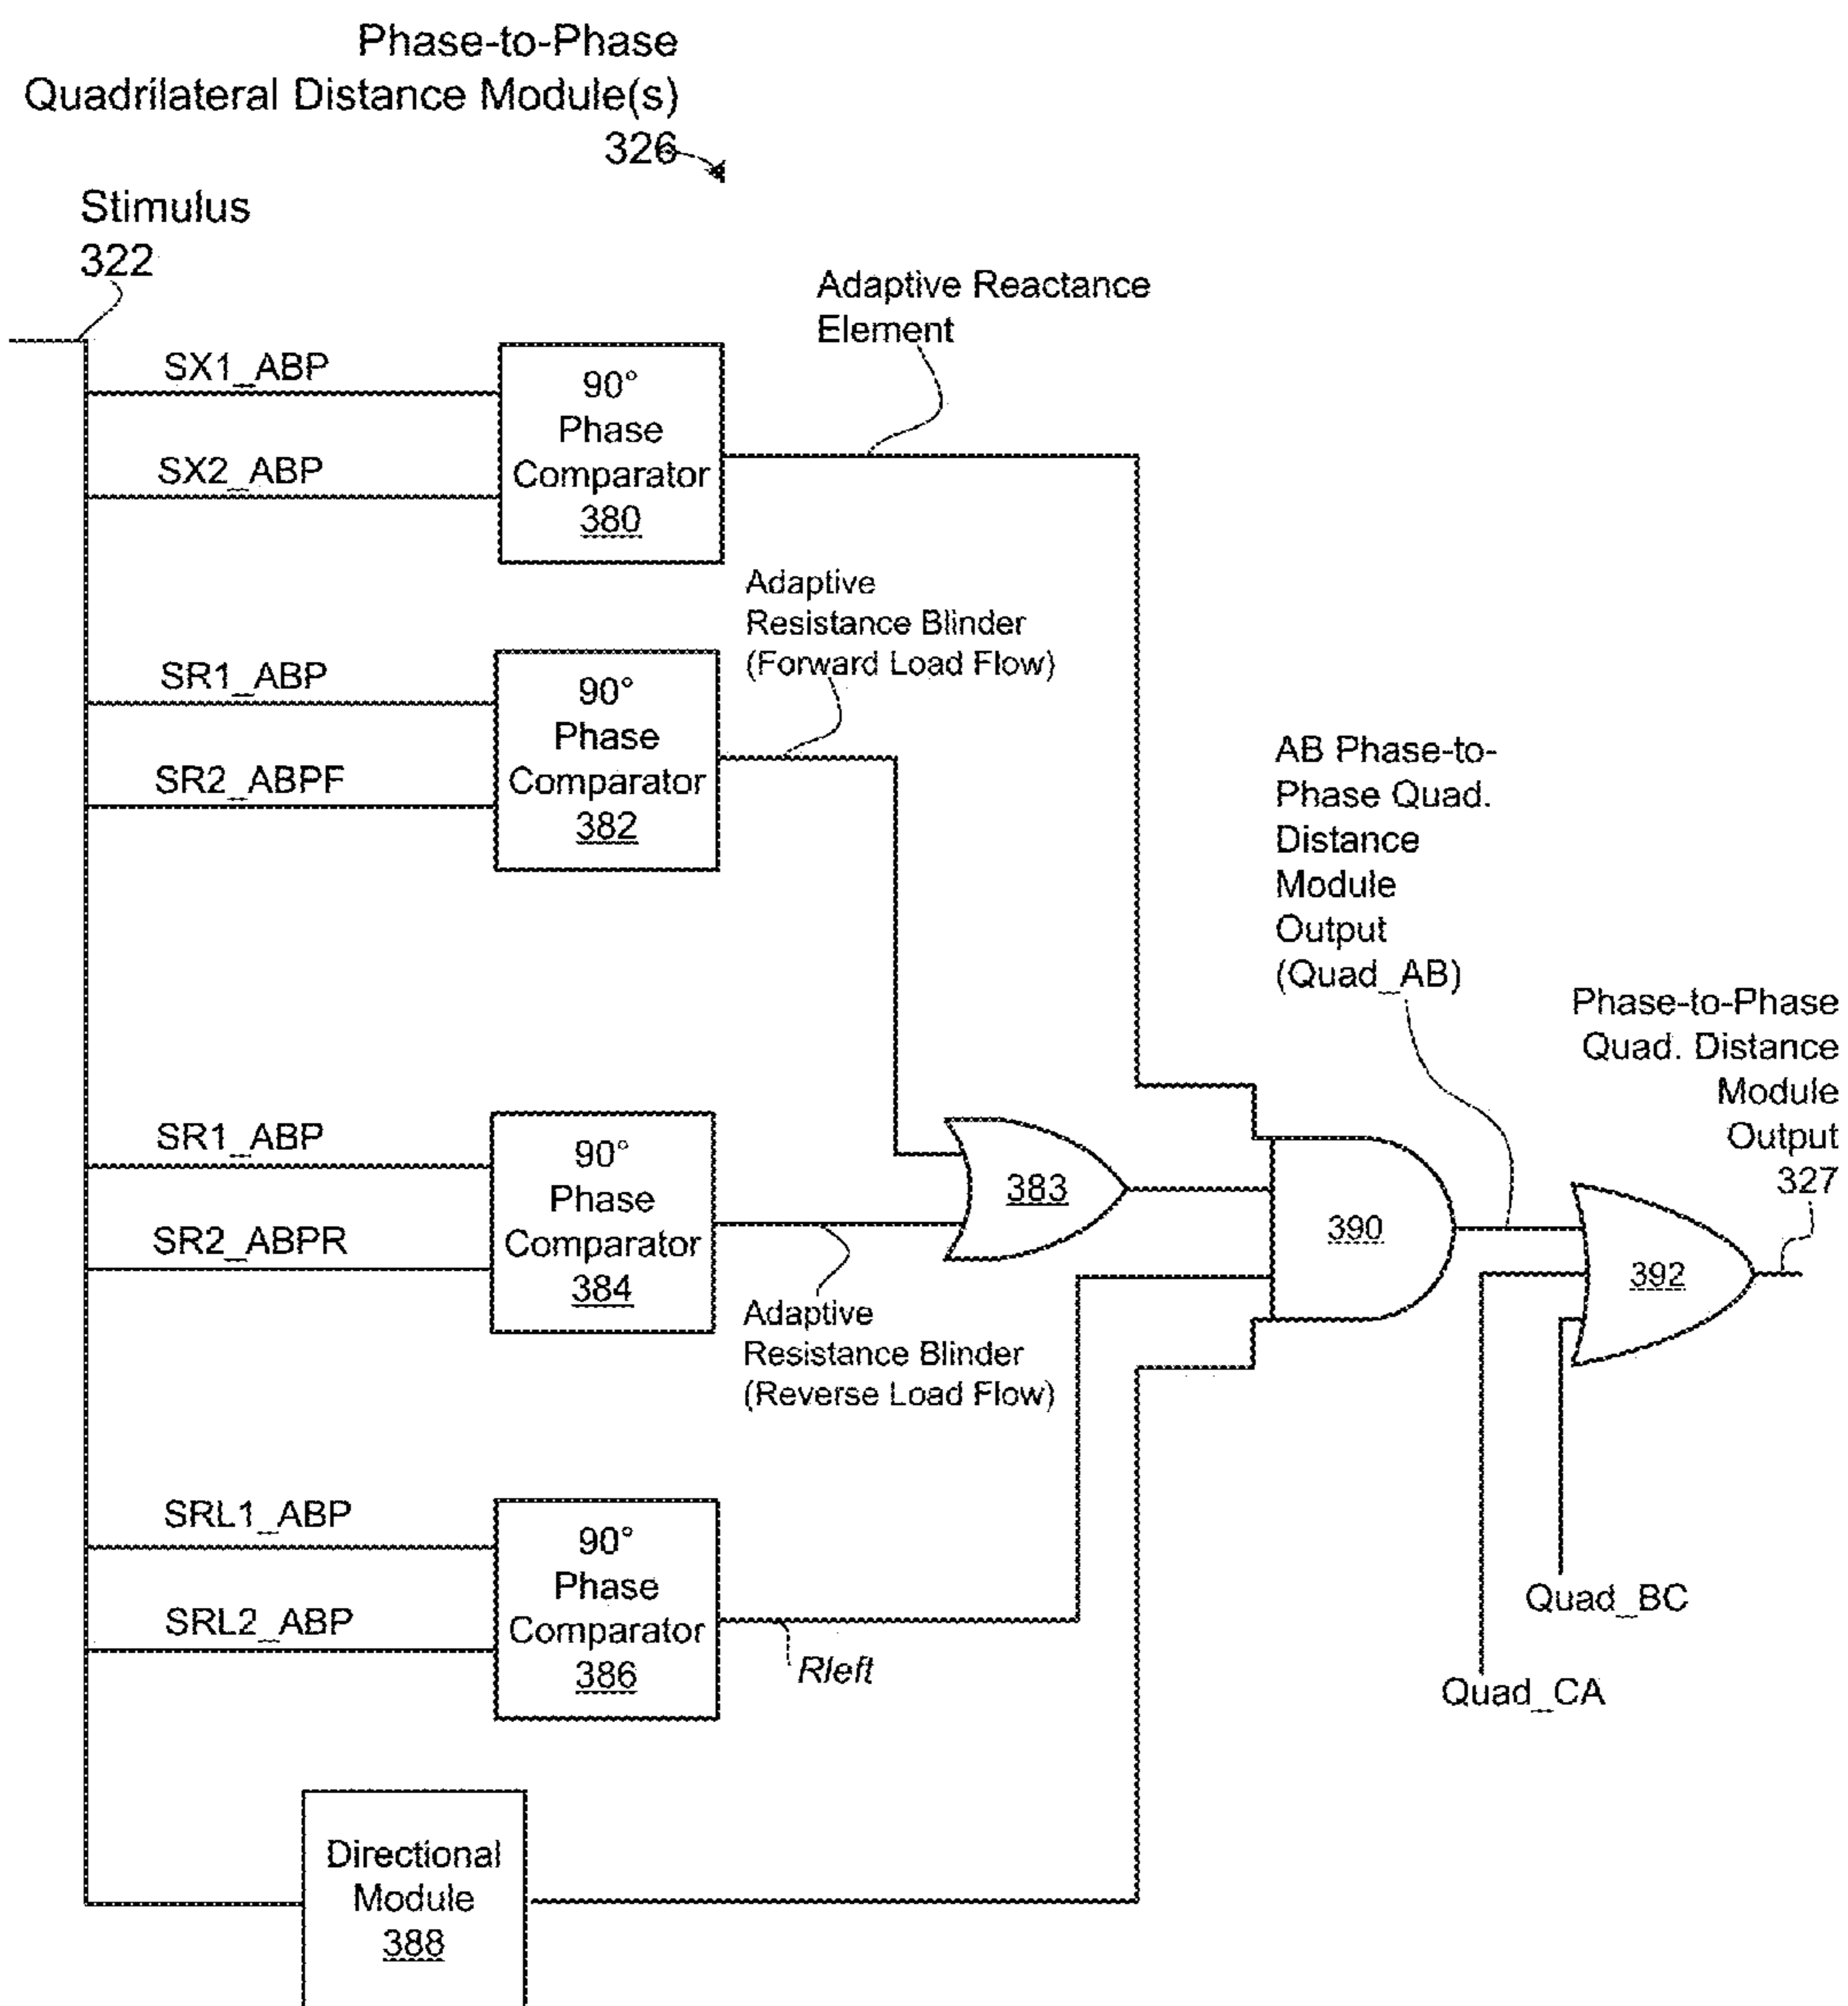 Phase-to-Phase
Quadrilateral Distance Module(s)
326
Stimulus
322
SX1_ABP
SX2_ABP
90°
Phase
Comparator
380
Adaptive Reactance
Element
SR1_ABP
SR2_ABPF
90°
Phase
Comparator
382
Adaptive
Resistance Blinder
(Forward Load Flow)
SR1_ABP
SR2_ABPR
90°
Phase
Comparator
384
Adaptive
Resistance Blinder
(Reverse Load Flow)
383
390
AB Phase-to-
Phase Quad.
Distance
Module
Output
(Quad_AB)
Phase-to-Phase
Quad. Distance
Module
Output
327
392
Quad_BC
Quad_CA
SRL1_ABP
SRL2_ABP
90°
Phase
Comparator
386
Rleft
Directional
Module
388